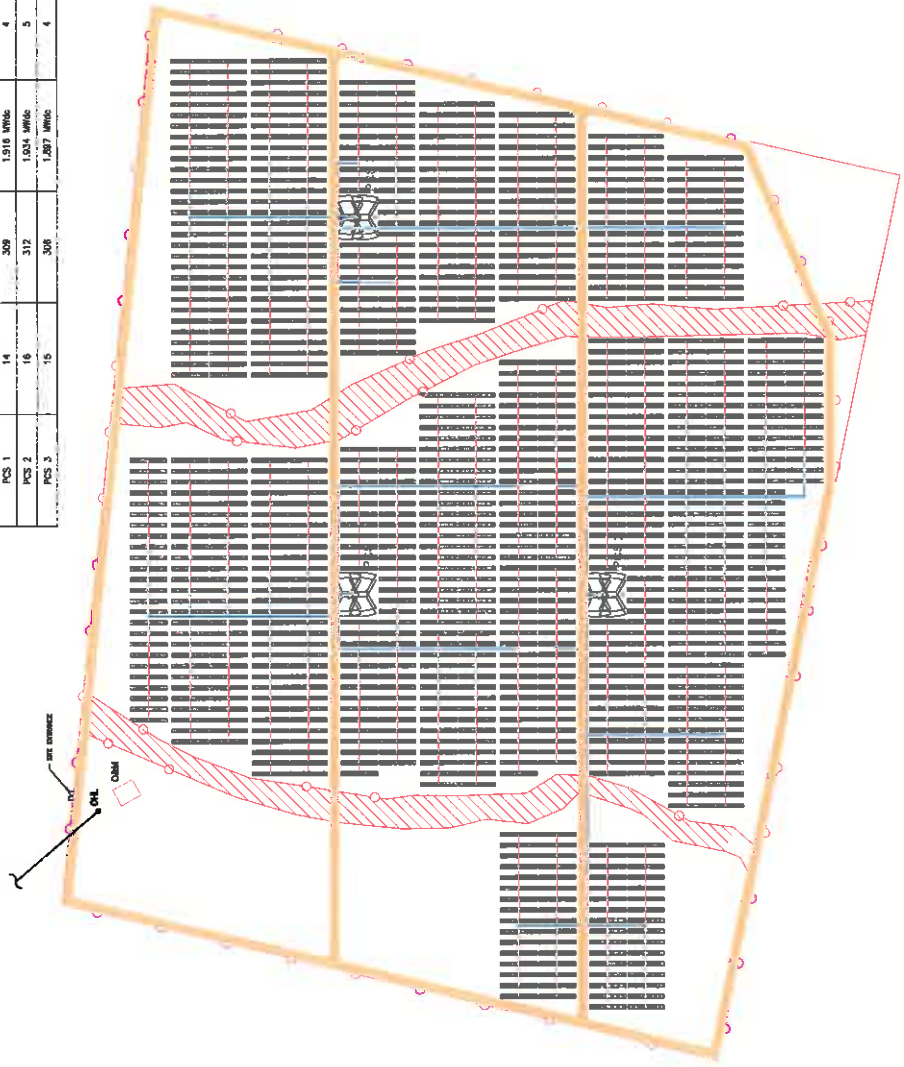 PCS 1 14 309 1.916 MWdc 4
PCS 2 16 312 1.934 MWdc 5
PCS 3 15 308 1.897 MWdc 4
SITE ENTRANCE
OHL
O&M